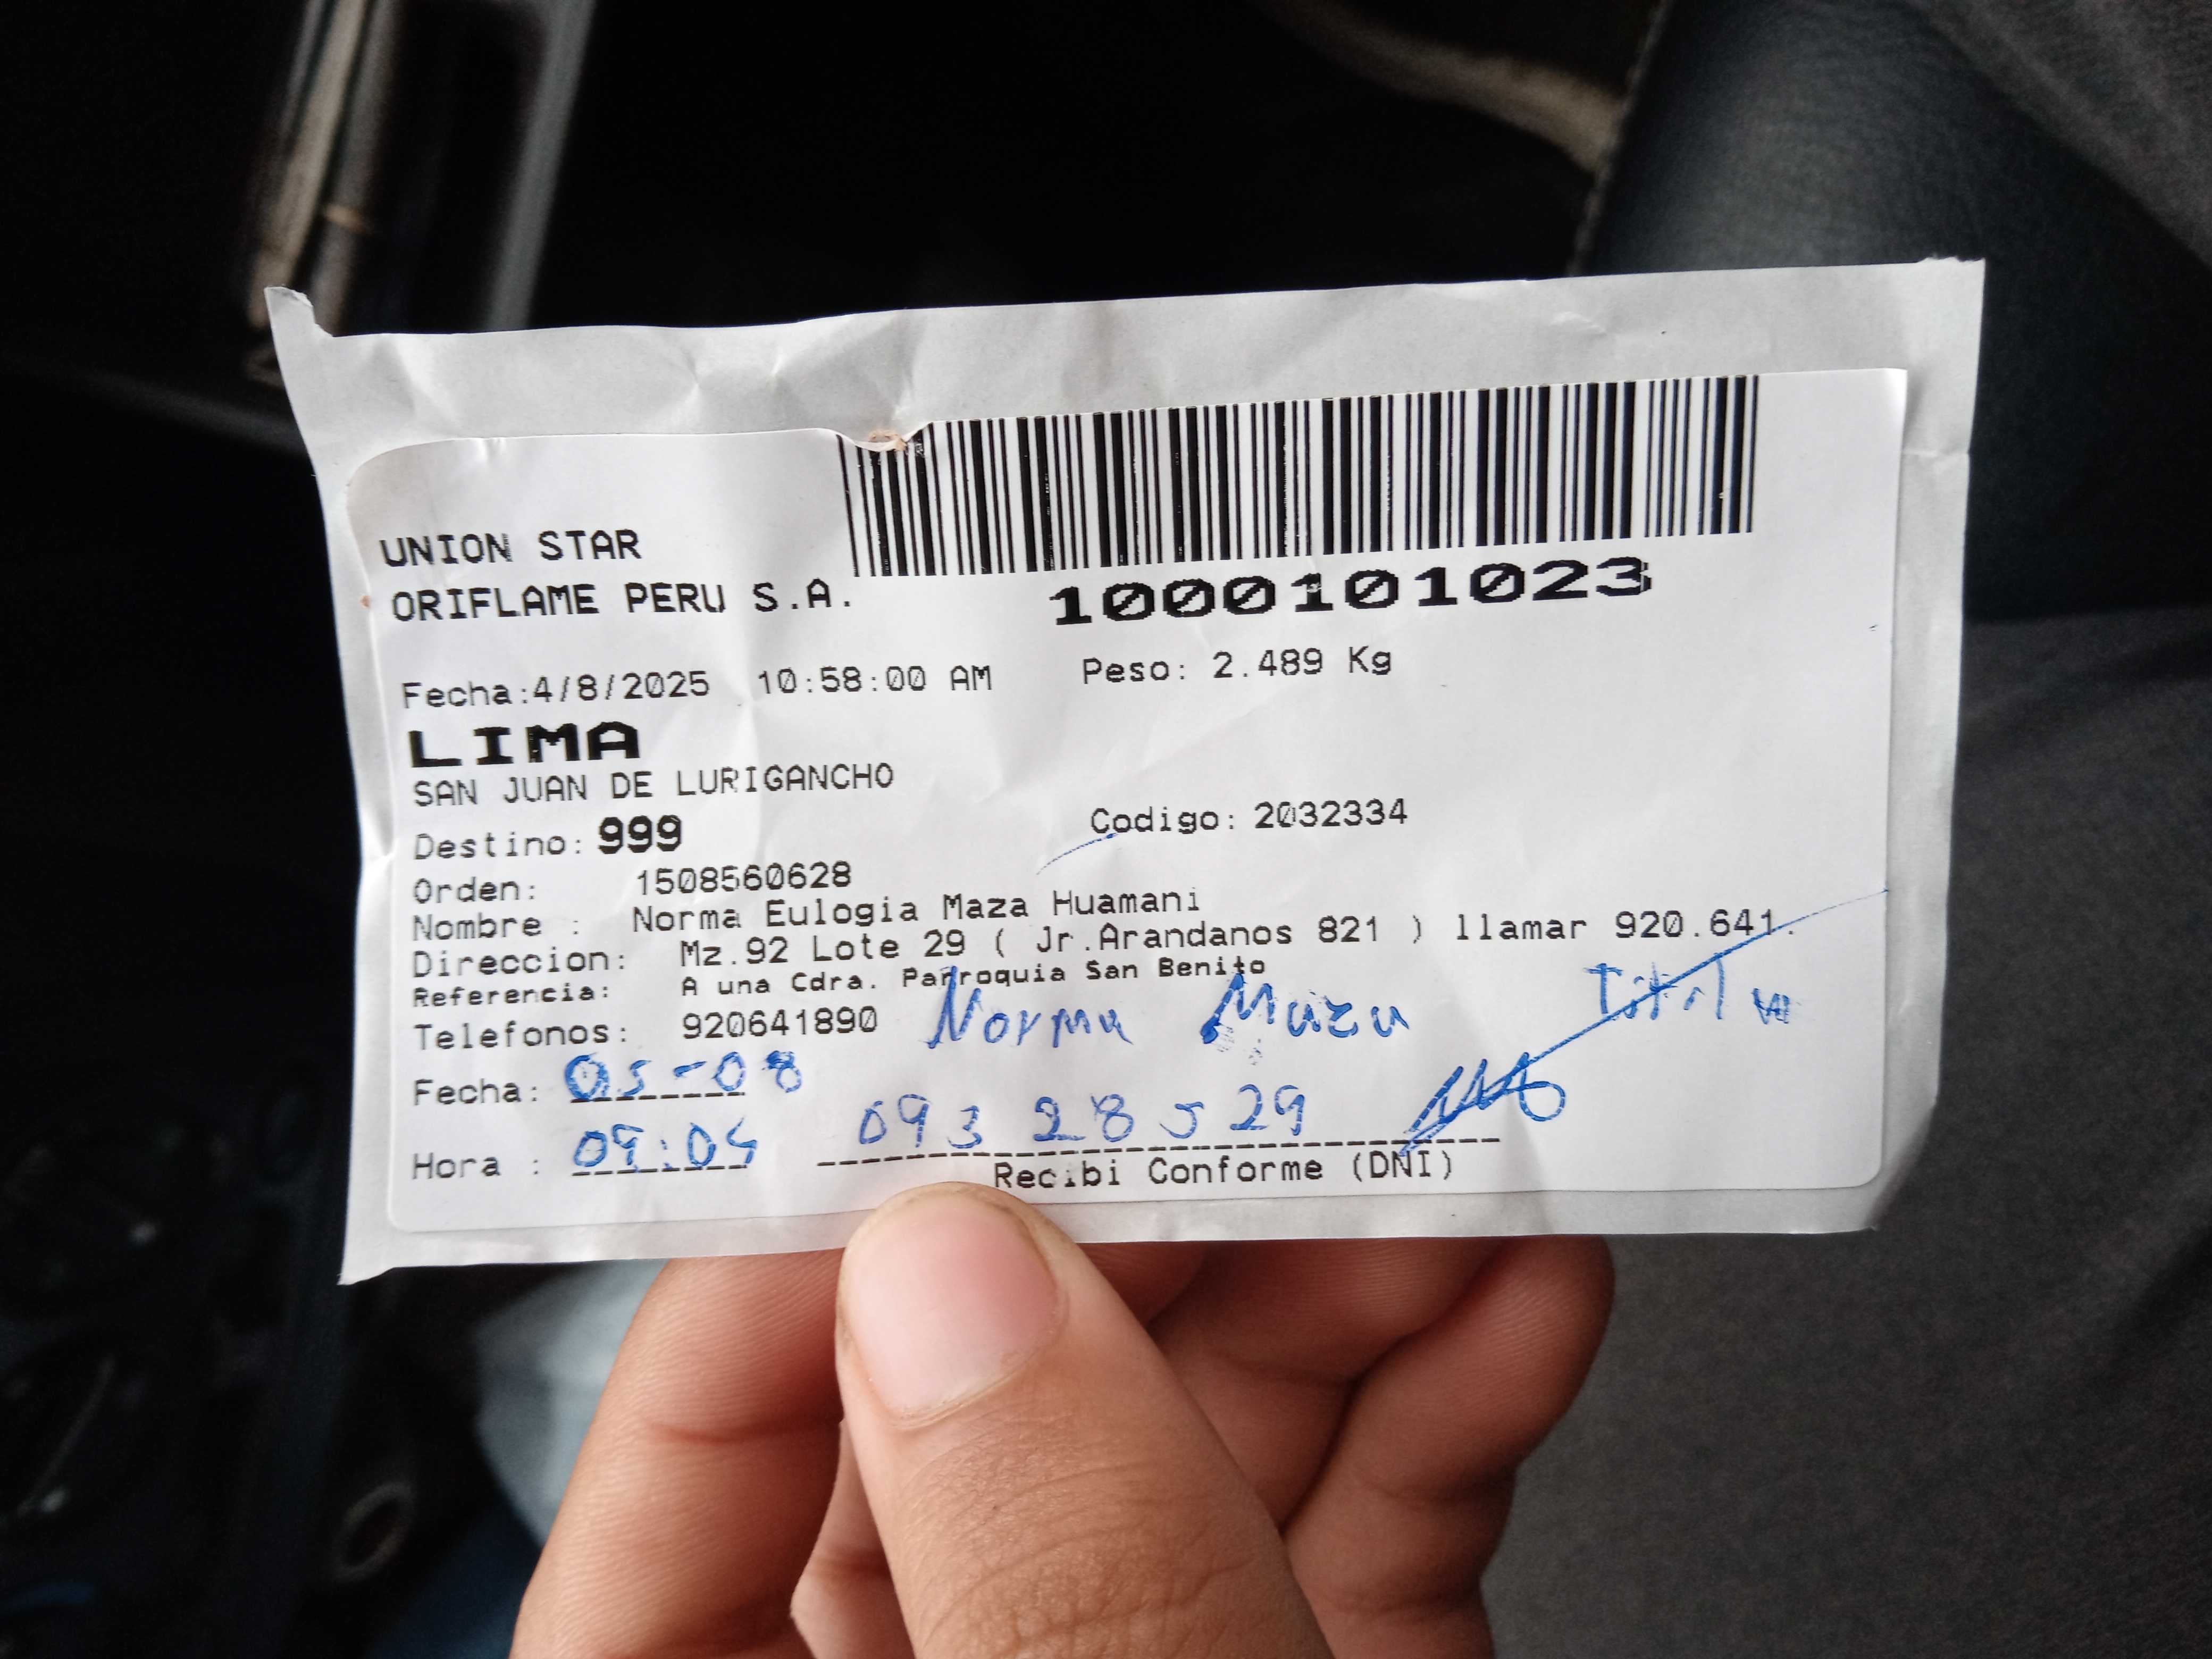 UNION STAR
ORIFLAME PERU S.A.
1000101023
Fecha:4/8/2025 10:58:00 AM Peso: 2.489 Kg
LIMA
SAN JUAN DE LURIGANCHO
Destino: 999 Codigo: 2032334
Orden: 1508560628
Nombre : Norma Eulogia Maza Huamani
Direccion: Mz.92 Lote 29 ( Jr.Arandanos 821 ) llamar 920.641.
Referencia: A una Cdra. Parroquia San Benito
Telefonos: 920641890 Norma Maza
Fecha: 05-08
Hora : 09:04 09328529
Recibi Conforme (DNI)